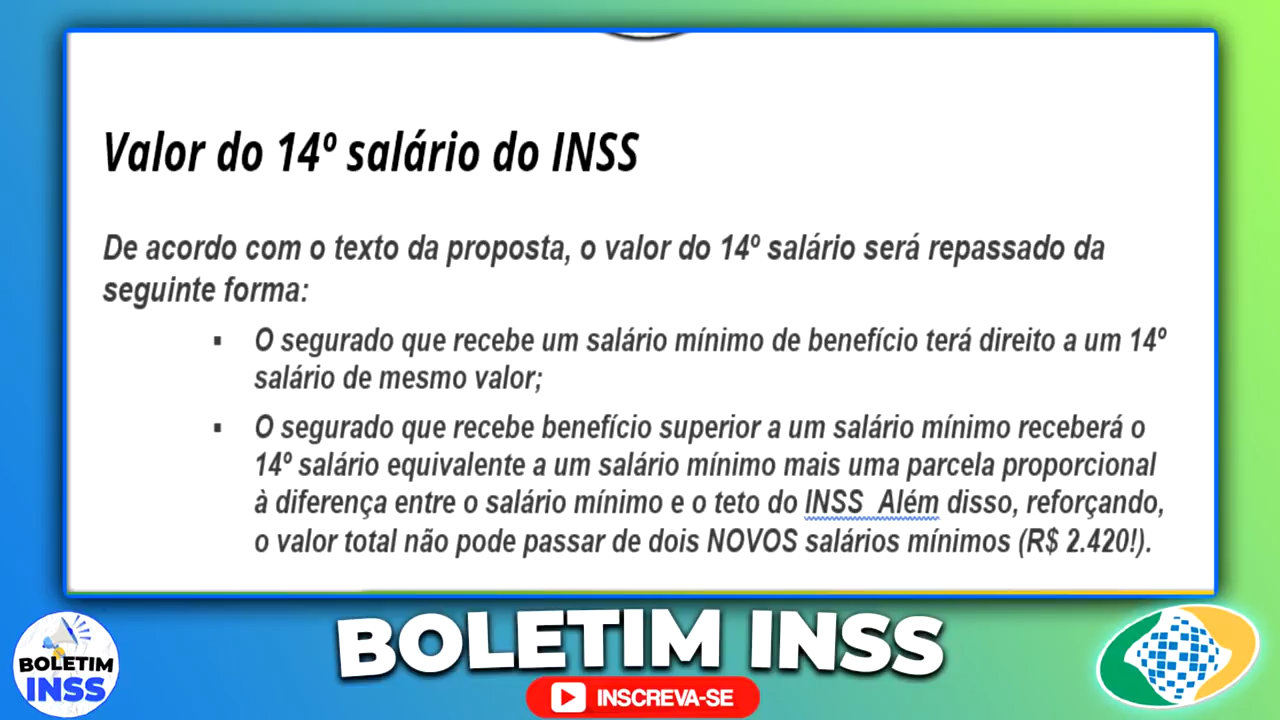 Valor do 14º salário do INSS
De acordo com o texto da proposta, o valor do 14º salário será repassado da
seguinte forma:
▪ O segurado que recebe um salário mínimo de benefício terá direito a um 14º
salário de mesmo valor;
▪ O segurado que recebe benefício superior a um salário mínimo receberá o
14º salário equivalente a um salário mínimo mais uma parcela proporcional
à diferença entre o salário mínimo e o teto do INSS  Além disso, reforçando,
o valor total não pode passar de dois NOVOS salários mínimos (R$ 2.420!).
BOLETIM INSS
INSCREVA-SE
BOLETIM
INSS